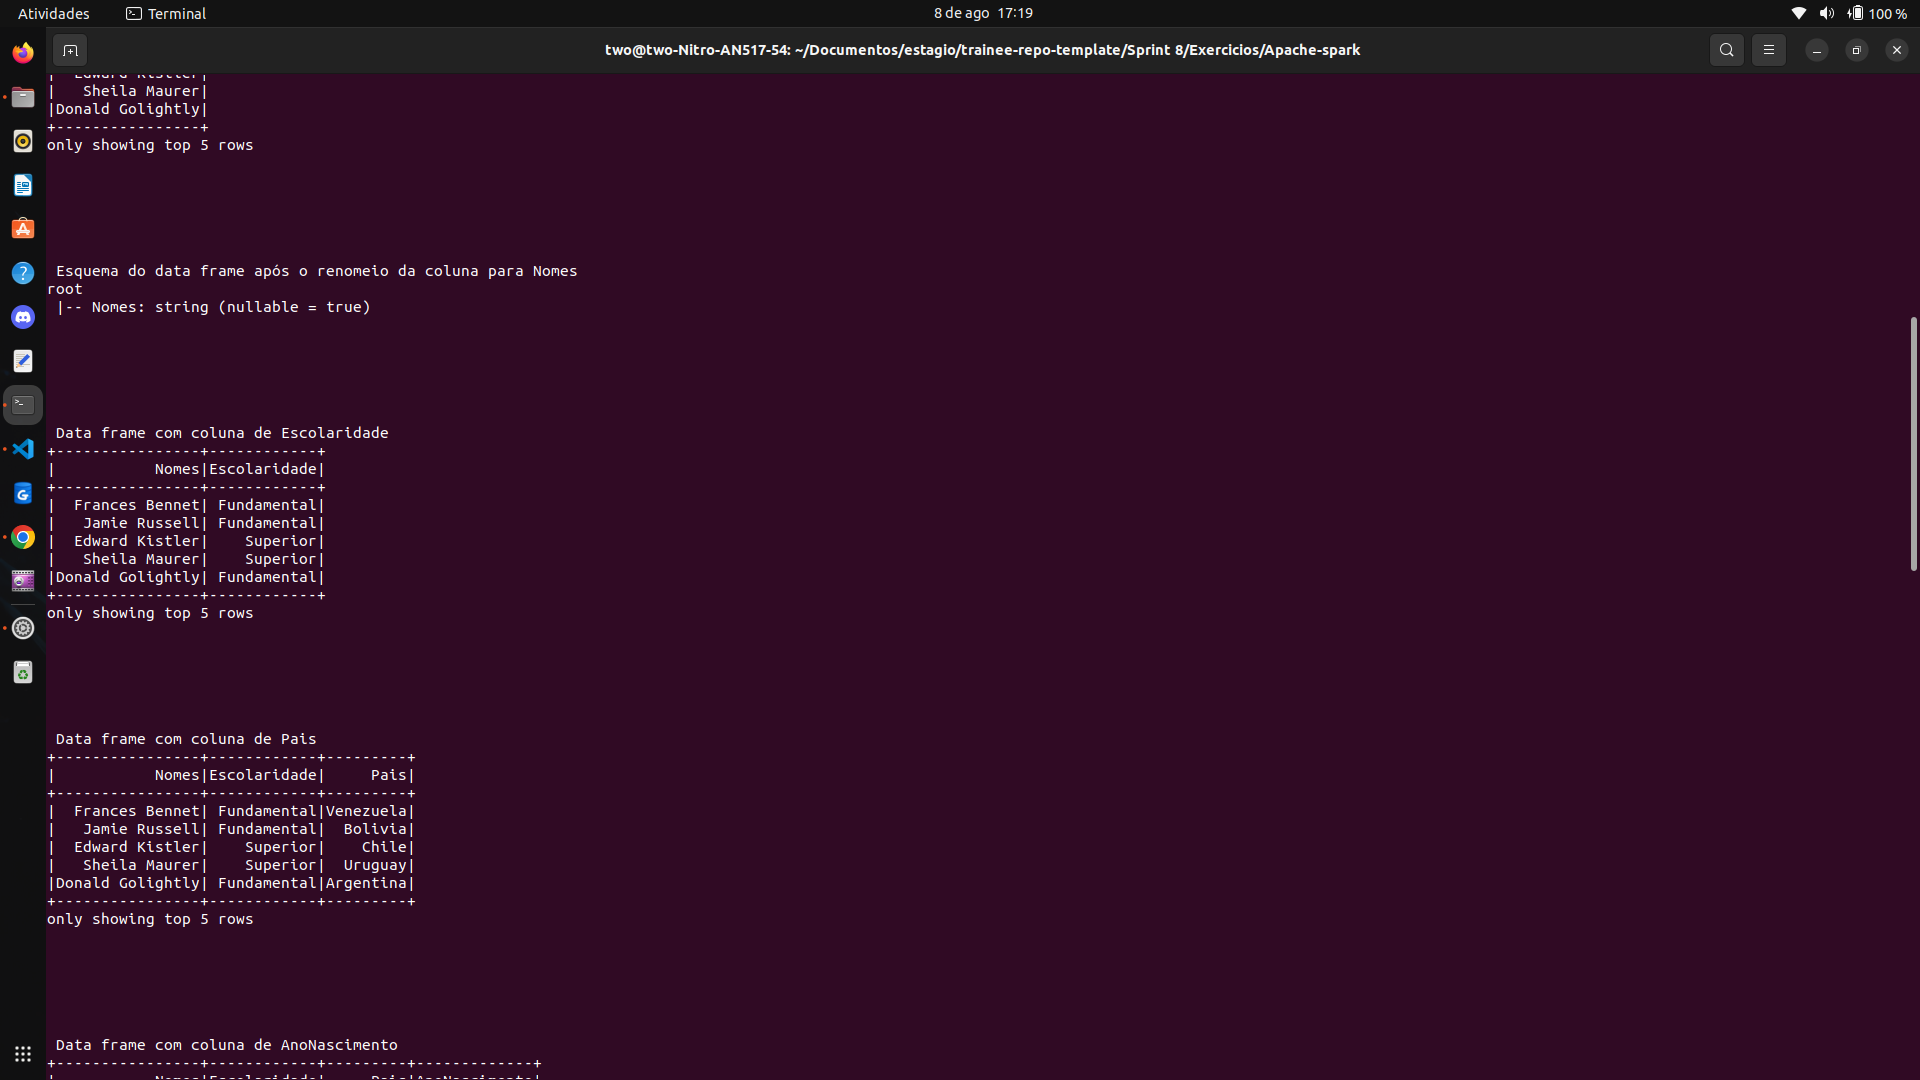 Atividades
Terminal
8 de ago 17:19
100 %
two@two-Nitro-AN517-54: ~/Documentos/estagio/trainee-repo-template/Sprint 8/Exercicios/Apache-spark
|  Edward Kistler|
|   Sheila Maurer|
|Donald Golightly|
+----------------+
only showing top 5 rows
Esquema do data frame após o renomeio da coluna para Nomes
root
 |-- Nomes: string (nullable = true)
Data frame com coluna de Escolaridade
+----------------+------------+
|           Nomes|Escolaridade|
+----------------+------------+
|  Frances Bennet| Fundamental|
|   Jamie Russell| Fundamental|
|  Edward Kistler|    Superior|
|   Sheila Maurer|    Superior|
|Donald Golightly| Fundamental|
+----------------+------------+
only showing top 5 rows
Data frame com coluna de Pais
+----------------+------------+---------+
|           Nomes|Escolaridade|     Pais|
+----------------+------------+---------+
|  Frances Bennet| Fundamental|Venezuela|
|   Jamie Russell| Fundamental|  Bolivia|
|  Edward Kistler|    Superior|    Chile|
|   Sheila Maurer|    Superior|  Uruguay|
|Donald Golightly| Fundamental|Argentina|
+----------------+------------+---------+
only showing top 5 rows
Data frame com coluna de AnoNascimento
+----------------+------------+---------+-------------+
|           Nomes|Escolaridade|     Pais|AnoNascimento|